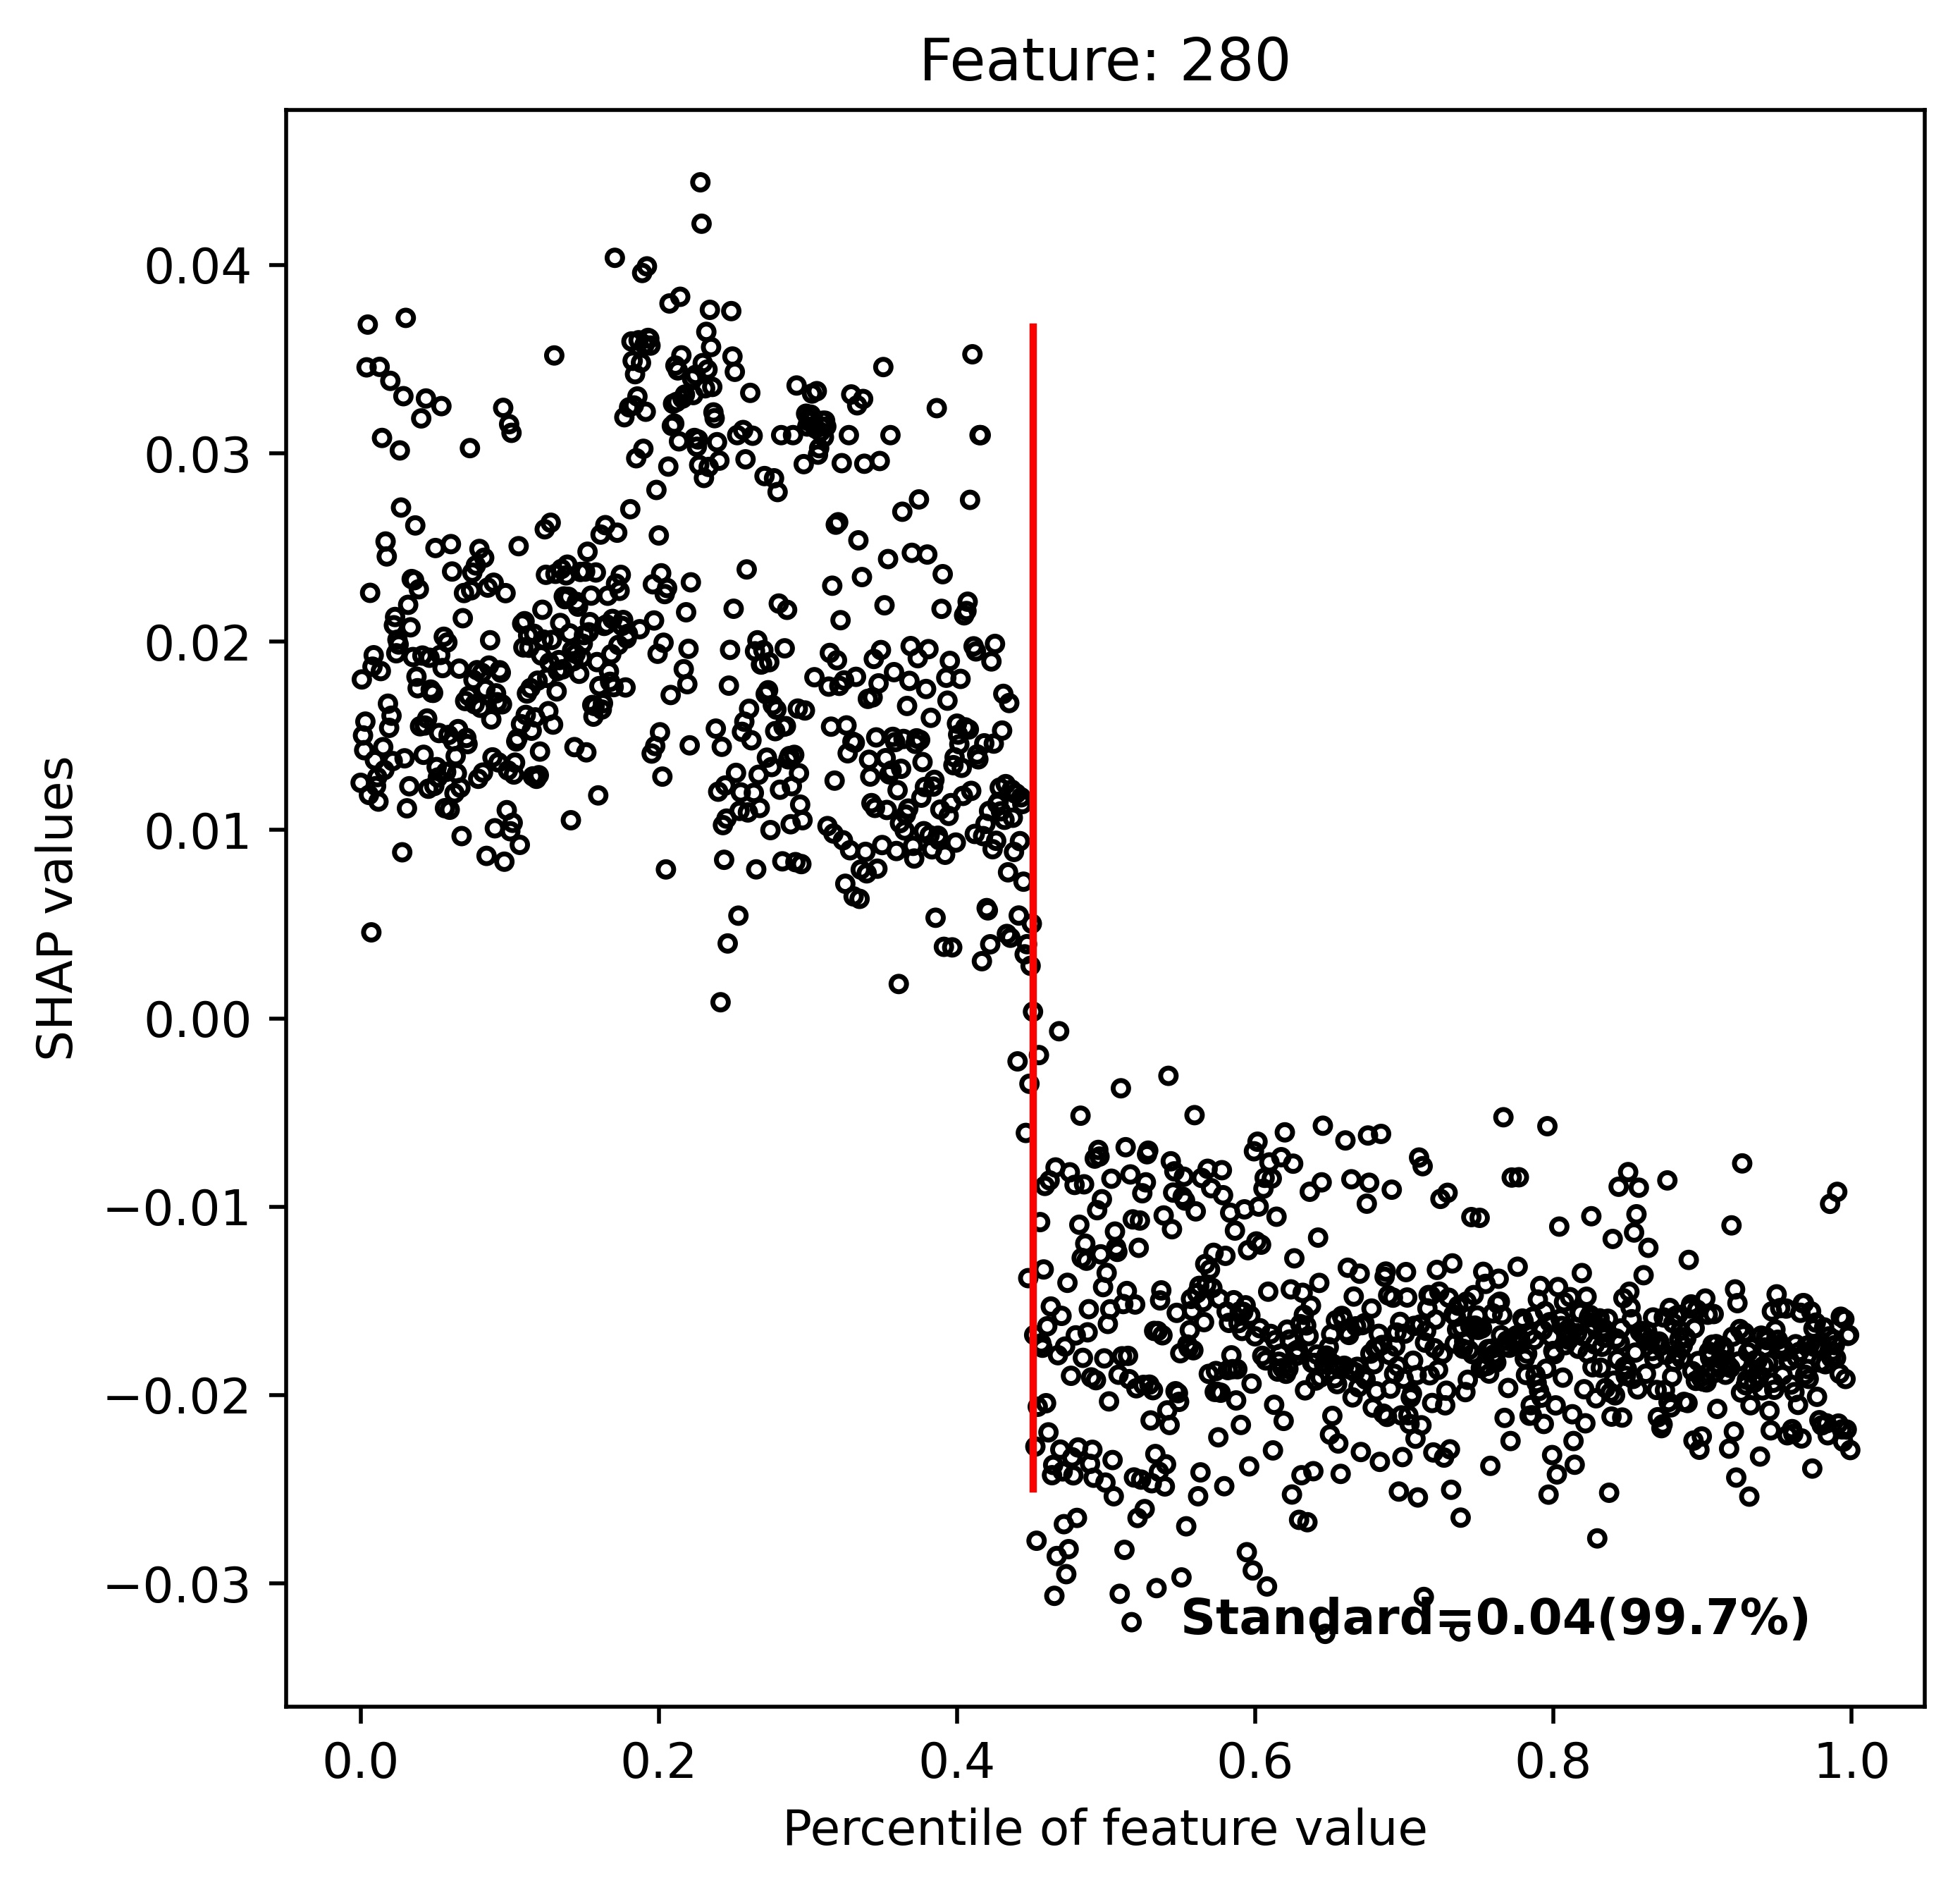 Feature: 280
SHAP values
0.04
0.03
0.02
0.01
0.00
−0.01
−0.02
−0.03
Standard=0.04(99.7%)
0.0 0.2 0.4 0.6 0.8 1.0
Percentile of feature value